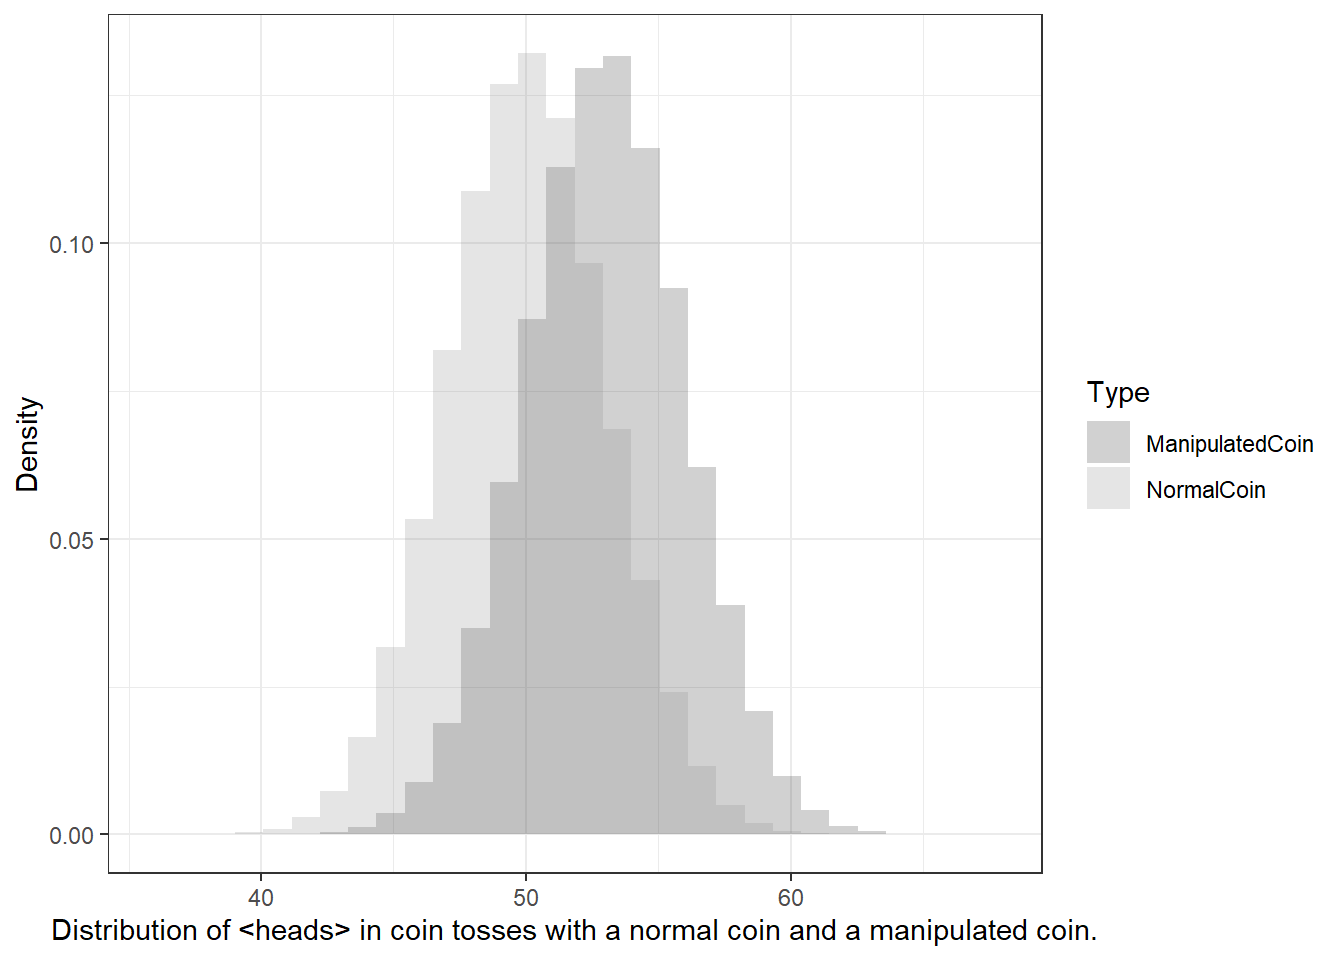 0.10
0.05
0.00
Density
40
50
60
Distribution of <heads> in coin tosses with a normal coin and a manipulated coin.
Type
ManipulatedCoin
NormalCoin